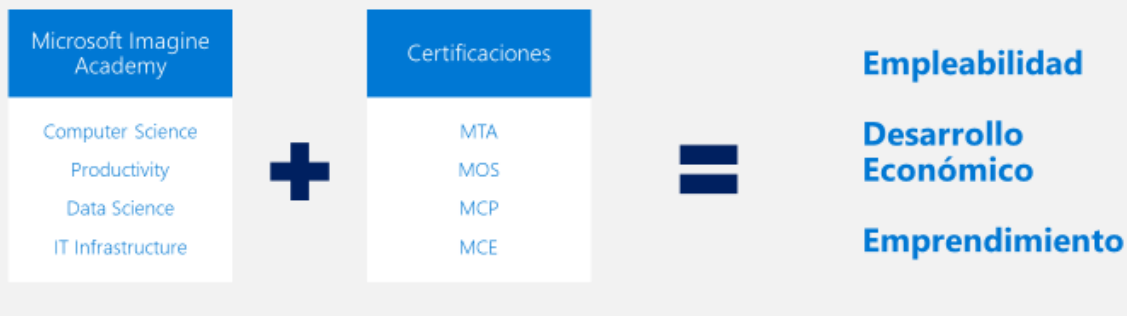 Microsoft Imagine
Academy
Computer Science
Productivity
Data Science
IT Infrastructure
Certificaciones
MTA
MOS
MCP
MCE
Empleabilidad
Desarrollo
Económico
Emprendimiento